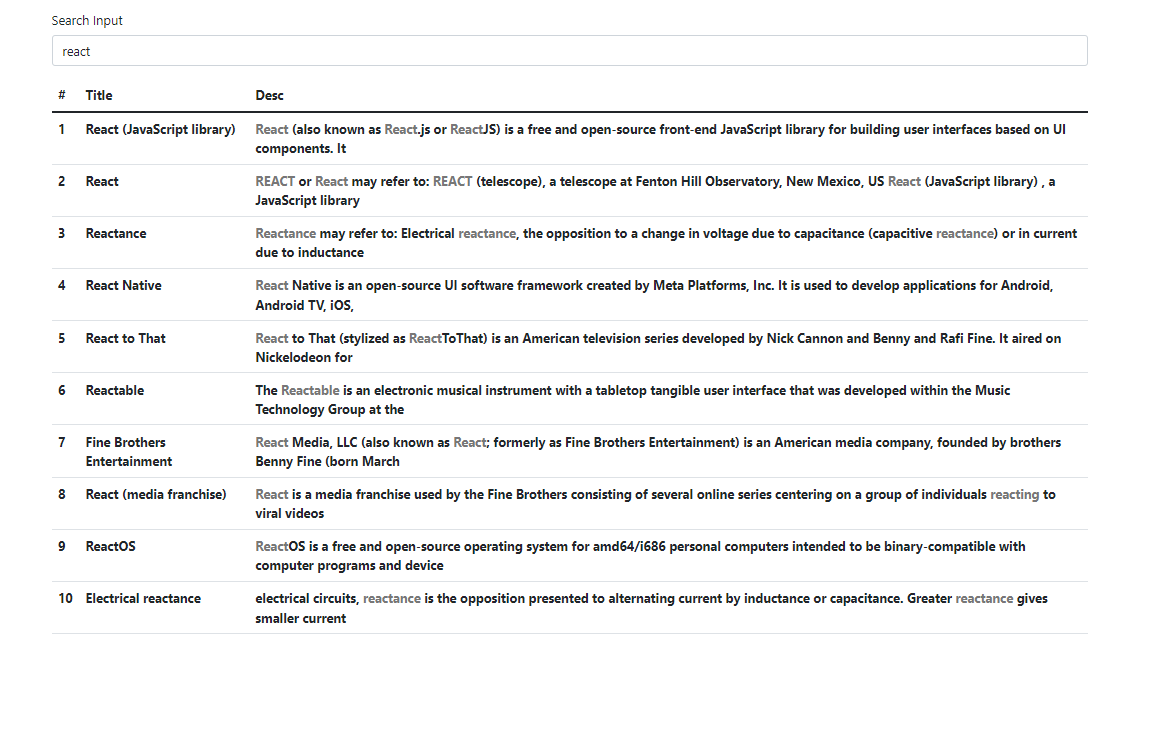 Search Input
react
# Title Desc
1 React (JavaScript library) React (also known as React.js or ReactJS) is a free and open-source front-end JavaScript library for building user interfaces based on UI
components. It
2 React REACT or React may refer to: REACT (telescope), a telescope at Fenton Hill Observatory, New Mexico, US React (JavaScript library) , a
JavaScript library
3 Reactance Reactance may refer to: Electrical reactance, the opposition to a change in voltage due to capacitance (capacitive reactance) or in current
due to inductance
4 React Native React Native is an open-source UI software framework created by Meta Platforms, Inc. It is used to develop applications for Android,
Android TV, iOS,
5 React to That React to That (stylized as ReactToThat) is an American television series developed by Nick Cannon and Benny and Rafi Fine. It aired on
Nickelodeon for
6 Reactable The Reactable is an electronic musical instrument with a tabletop tangible user interface that was developed within the Music
Technology Group at the
7 Fine Brothers React Media, LLC (also known as React; formerly as Fine Brothers Entertainment) is an American media company, founded by brothers
Entertainment Benny Fine (born March
8 React (media franchise) React is a media franchise used by the Fine Brothers consisting of several online series centering on a group of individuals reacting to
viral videos
9 ReactOS ReactOS is a free and open-source operating system for amd64/i686 personal computers intended to be binary-compatible with
computer programs and device
10 Electrical reactance electrical circuits, reactance is the opposition presented to alternating current by inductance or capacitance. Greater reactance gives
smaller current